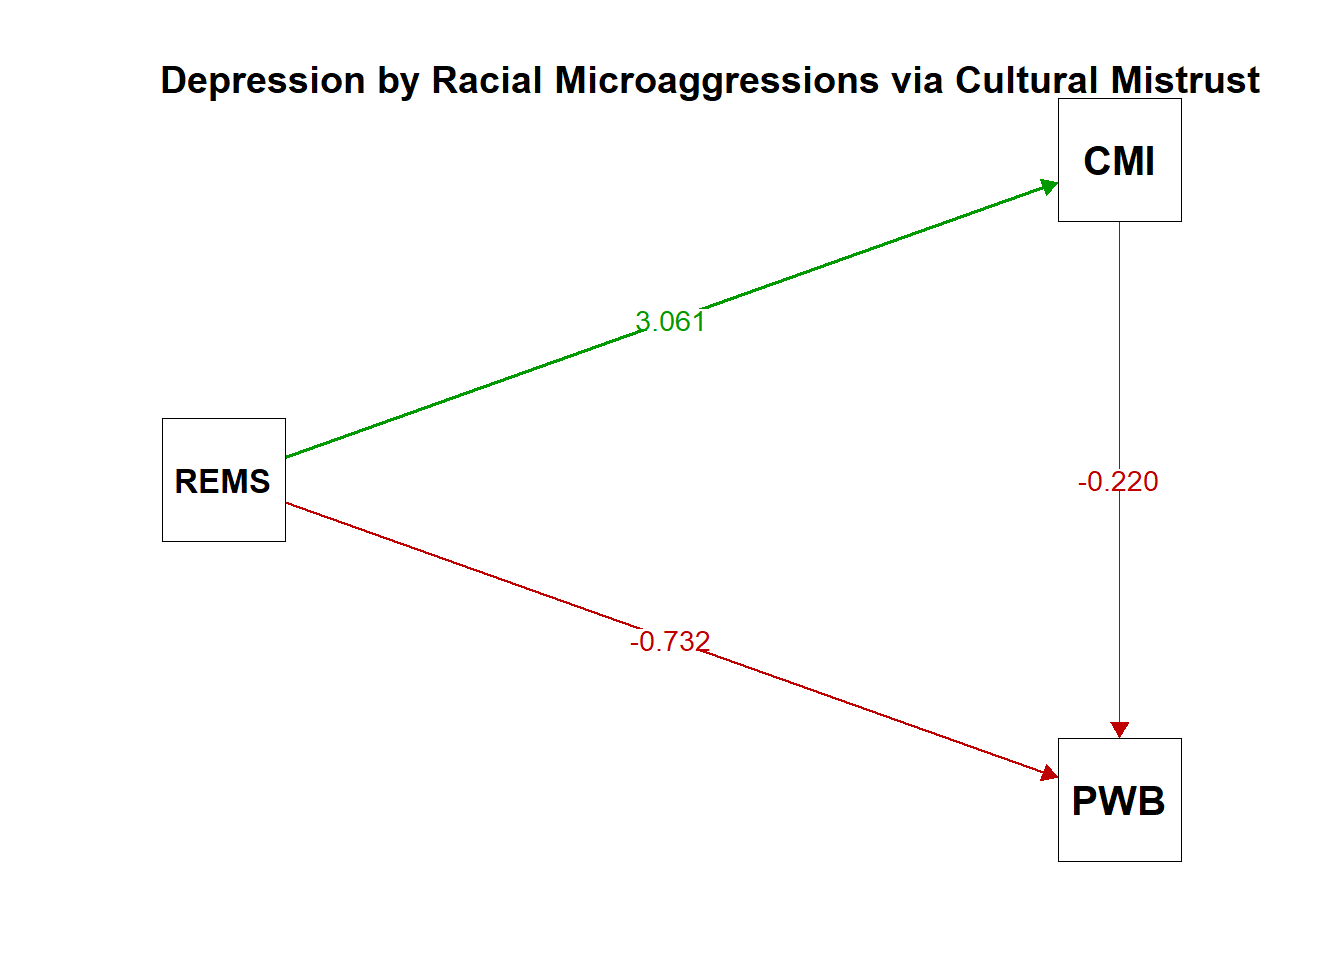 Depression by Racial Microaggressions via Cultural Mistrust
CMI
3.061
REMS
-0.220
-0.732
PWB